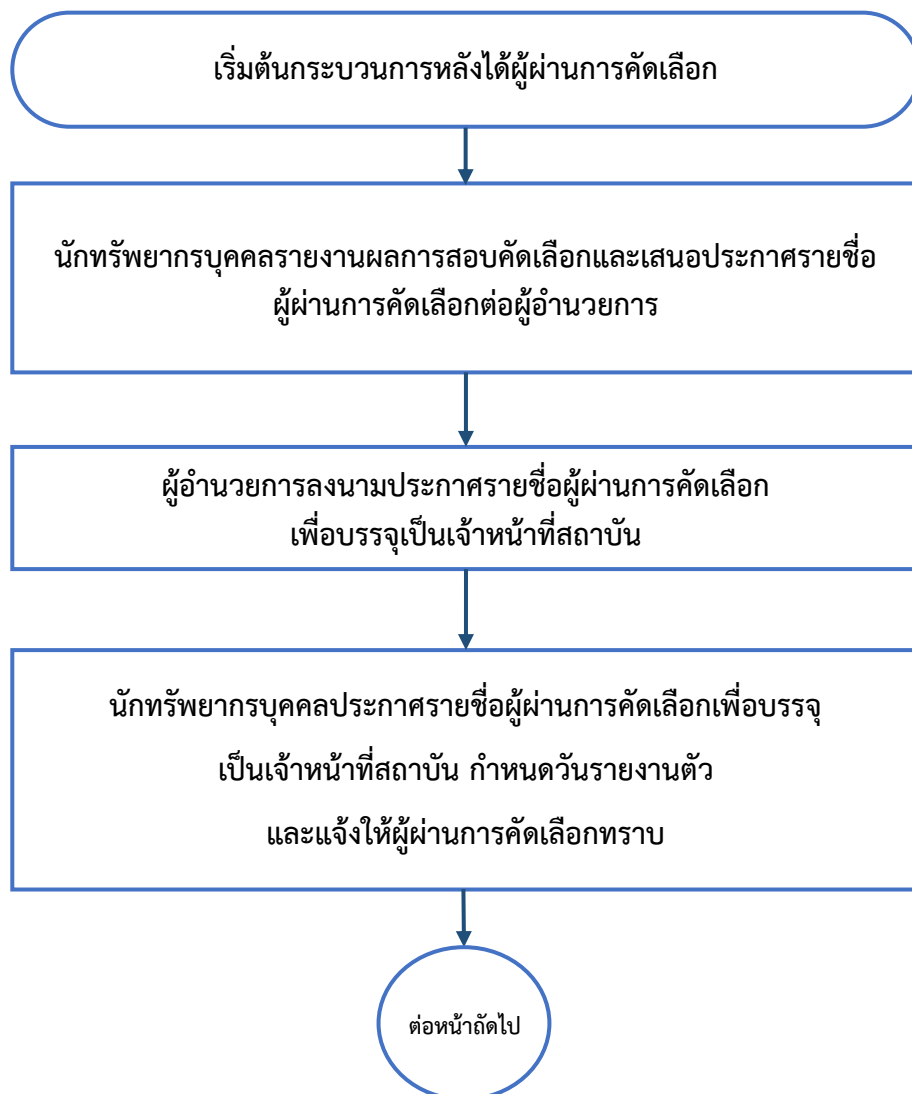 เริ่มต้นกระบวนการหลังได้ผู้ผ่านการคัดเลือก
นักทรัพยากรบุคคลรายงานผลการสอบคัดเลือกและเสนอประกาศรายชื่อ
ผู้ผ่านการคัดเลือกต่อผู้อำนวยการ
ผู้อำนวยการลงนามประกาศรายชื่อผู้ผ่านการคัดเลือก
เพื่อบรรจุเป็นเจ้าหน้าที่สถาบัน
นักทรัพยากรบุคคลประกาศรายชื่อผู้ผ่านการคัดเลือกเพื่อบรรจุ
เป็นเจ้าหน้าที่สถาบัน กำหนดวันรายงานตัว
และแจ้งให้ผู้ผ่านการคัดเลือกทราบ
ต่อหน้าถัดไป